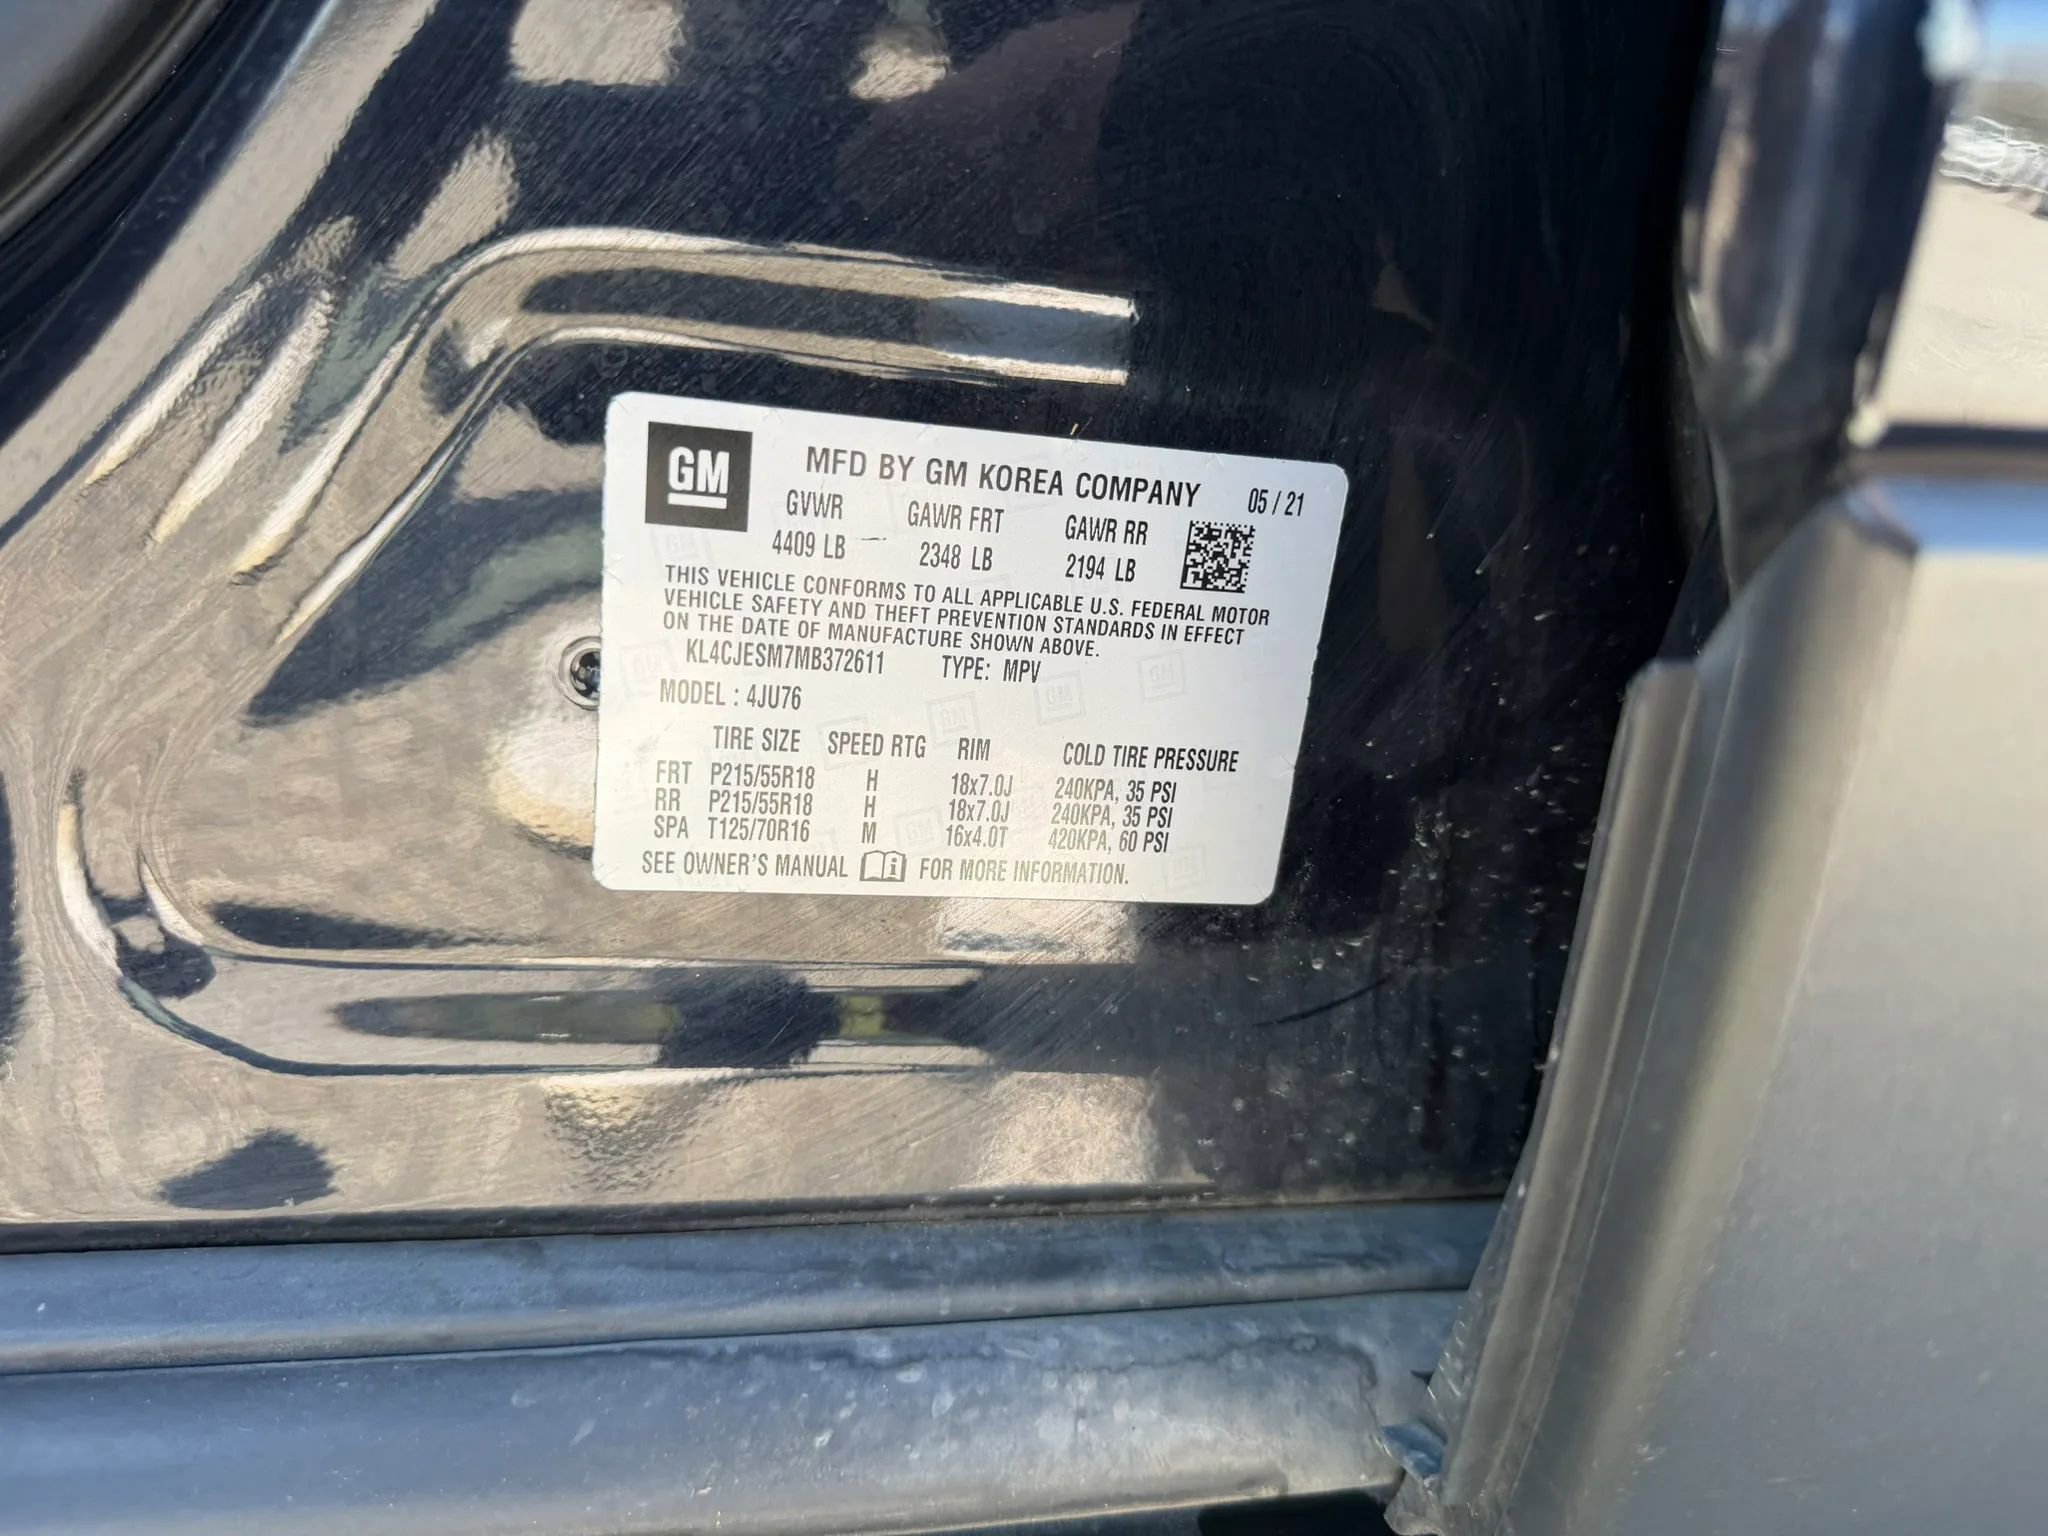 GM
MFD BY GM KOREA COMPANY 05 / 21
GVWR GAWR FRT GAWR RR
4409 LB 2348 LB 2194 LB
THIS VEHICLE CONFORMS TO ALL APPLICABLE U.S. FEDERAL MOTOR
VEHICLE SAFETY AND THEFT PREVENTION STANDARDS IN EFFECT
ON THE DATE OF MANUFACTURE SHOWN ABOVE.
KL4CJESM7MB372611 TYPE: MPV
MODEL : 4JU76
TIRE SIZE SPEED RTG RIM COLD TIRE PRESSURE
FRT P215/55R18 H 18x7.0J 240KPA, 35 PSI
RR P215/55R18 H 18x7.0J 240KPA, 35 PSI
SPA T125/70R16 M 16x4.0T 420KPA, 60 PSI
SEE OWNER'S MANUAL i FOR MORE INFORMATION.